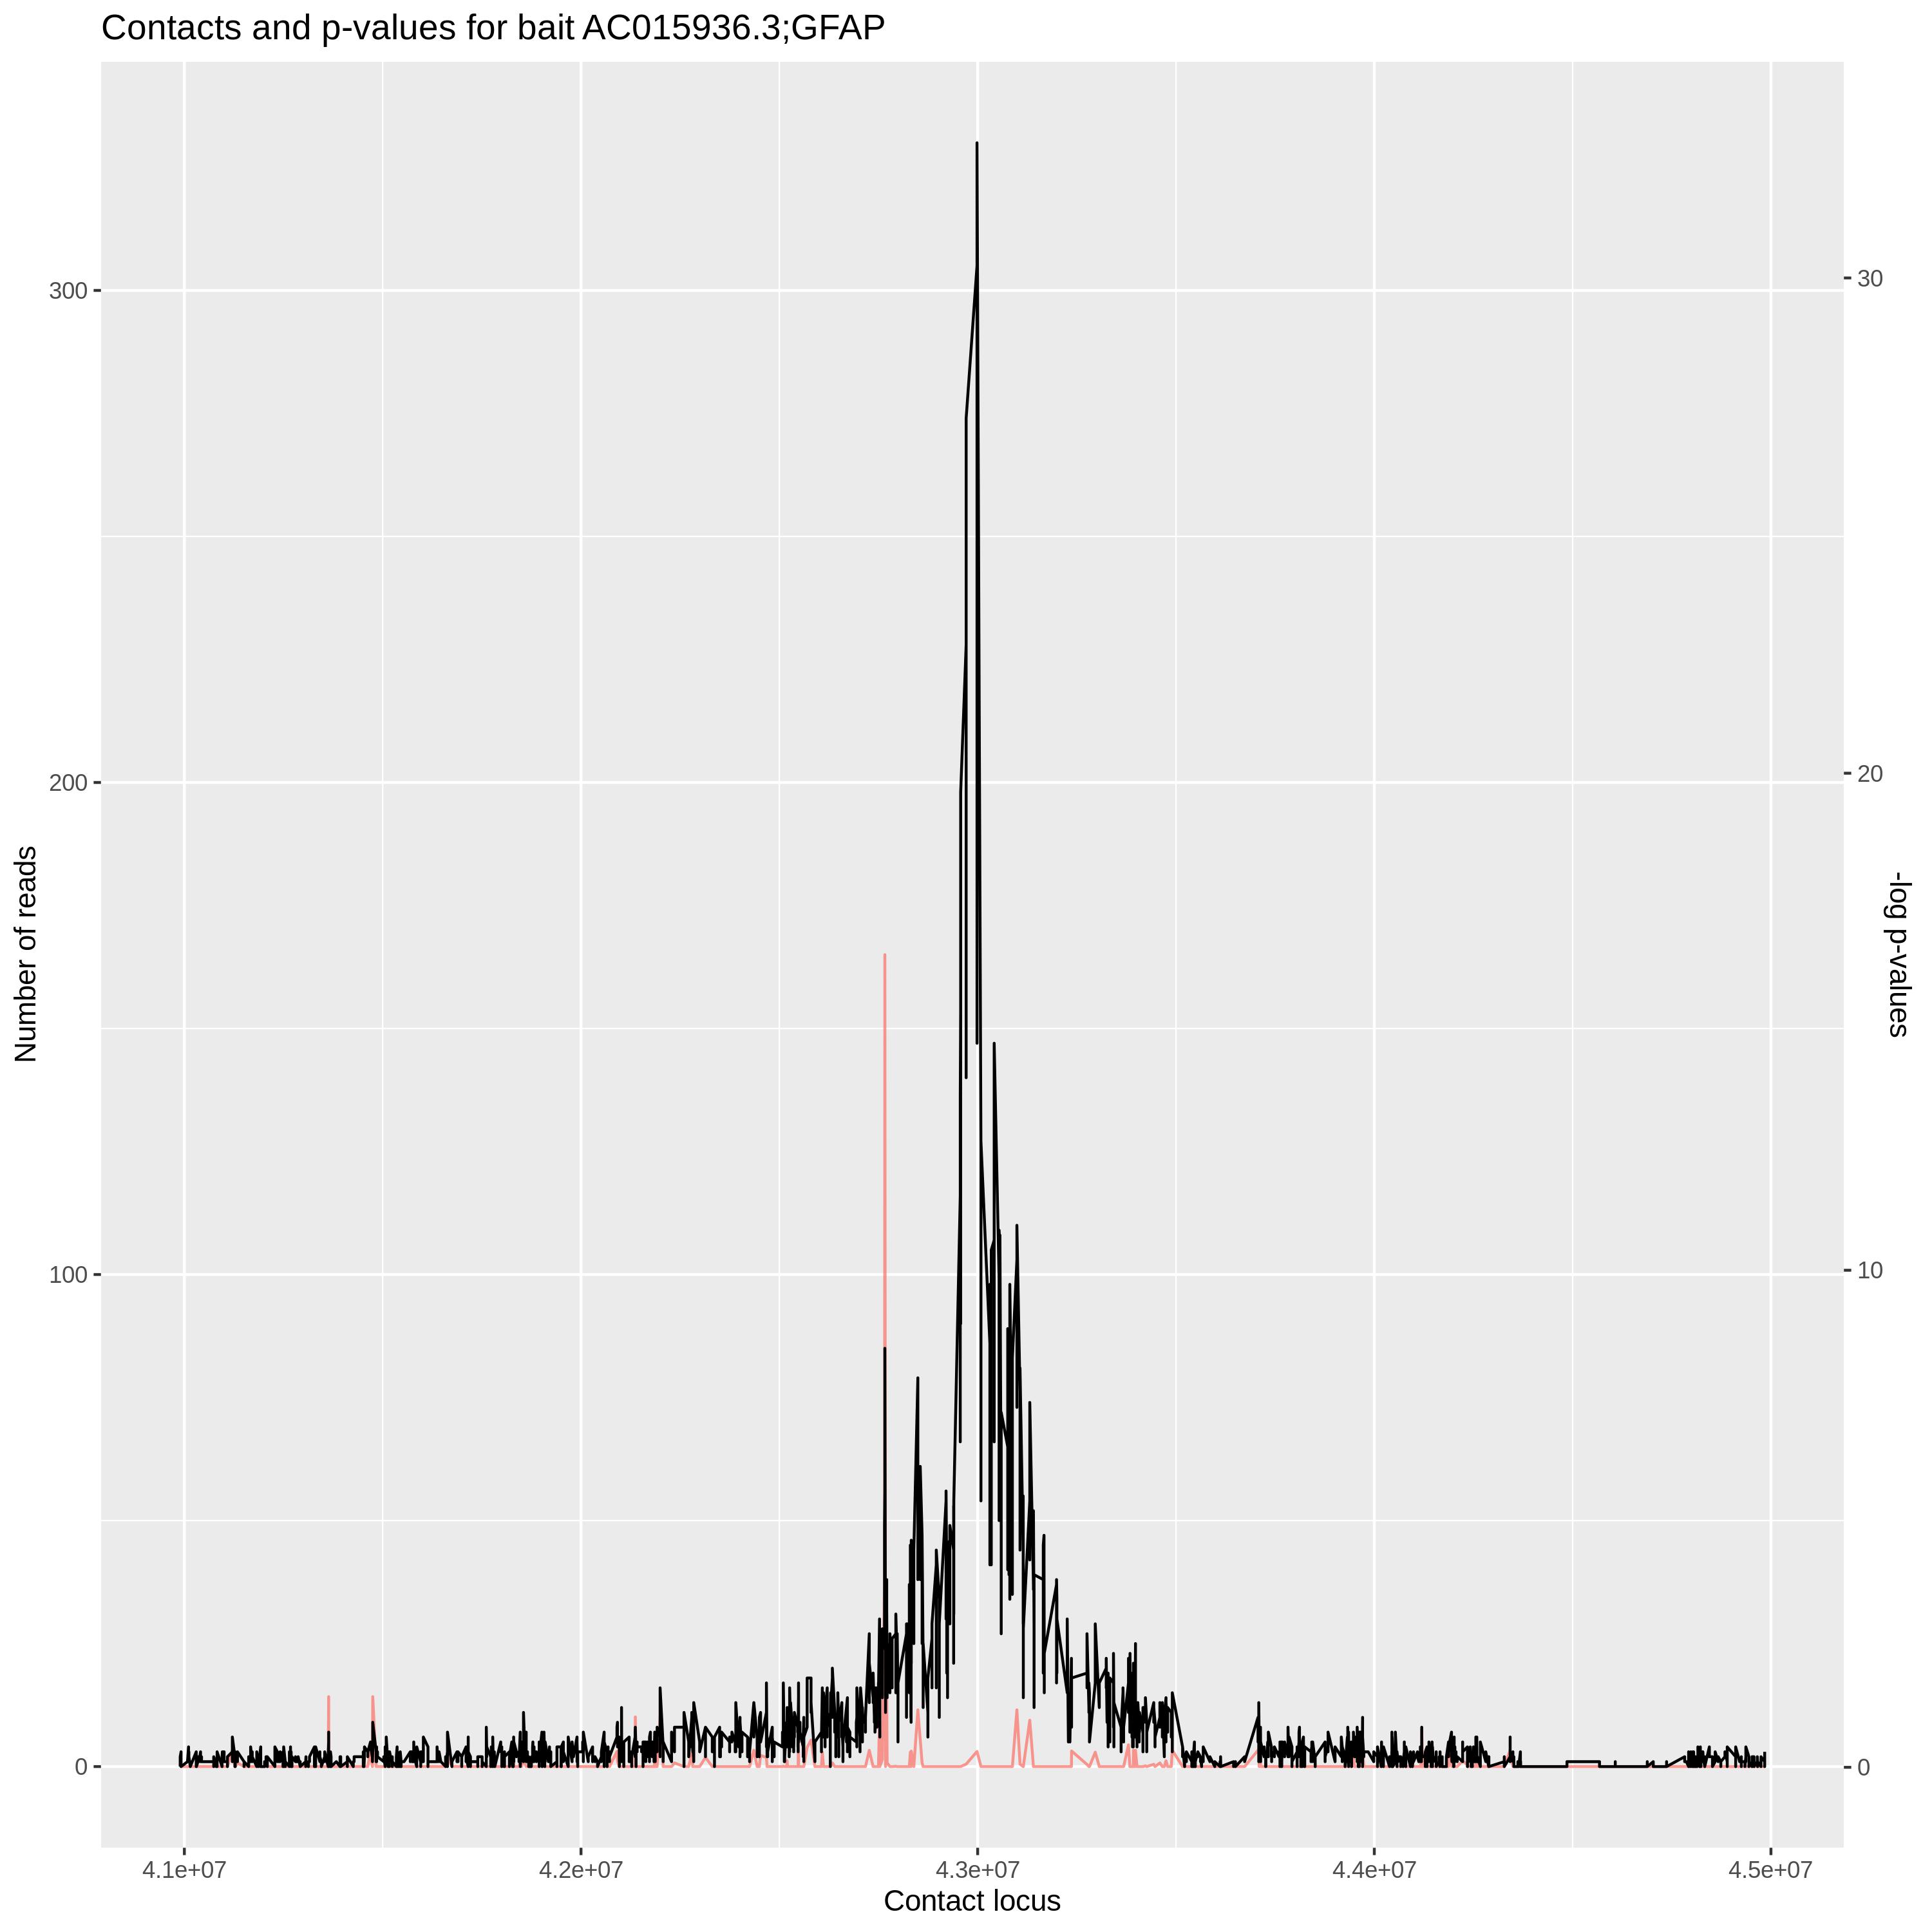 Contacts and p-values for bait AC015936.3;GFAP
300
200
100
0
30
20
10
0
Number of reads
-log p-values
4.1e+07
4.2e+07
4.3e+07
4.4e+07
4.5e+07
Contact locus